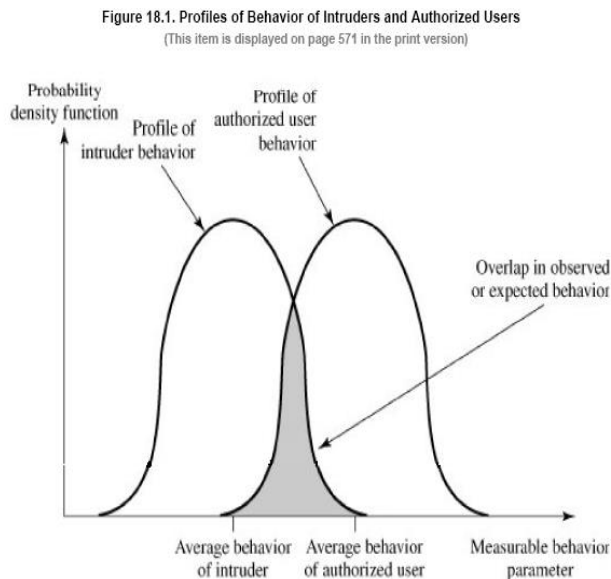 Figure 18.1. Profiles of Behavior of Intruders and Authorized Users
(This item is displayed on page 571 in the print version)
Probability
density function
Profile of
intruder behavior
Profile of
authorized user
behavior
Overlap in observed
or expected behavior
Average behavior
of intruder
Average behavior
of authorized user
Measurable behavior
parameter